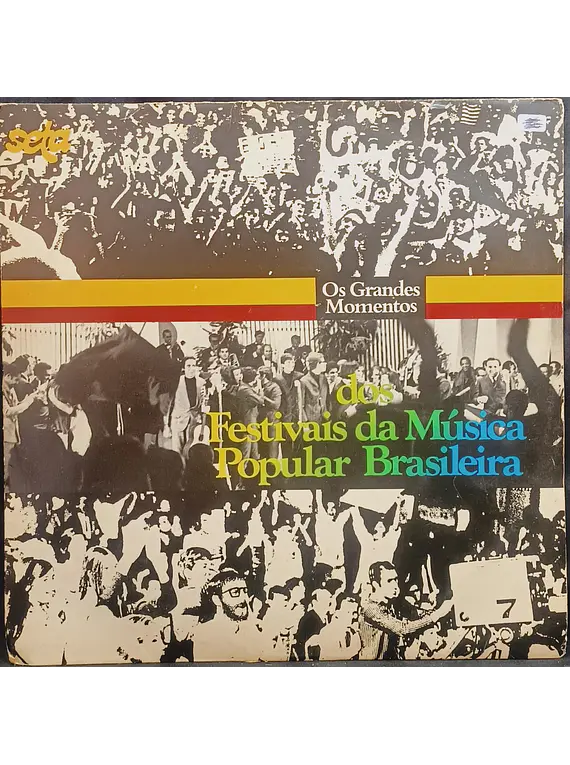 seta
Os Grandes
Momentos
dos
Festivais da Música
Popular Brasileira
7